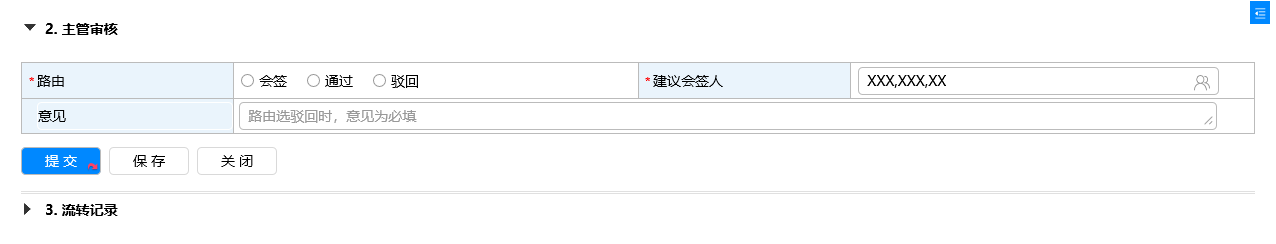 2. 主管审核
*路由 会签 通过 驳回 *建议会签人 XXX,XXX,XX
意见 路由选驳回时，意见为必填
提交 保存 关闭
3. 流转记录